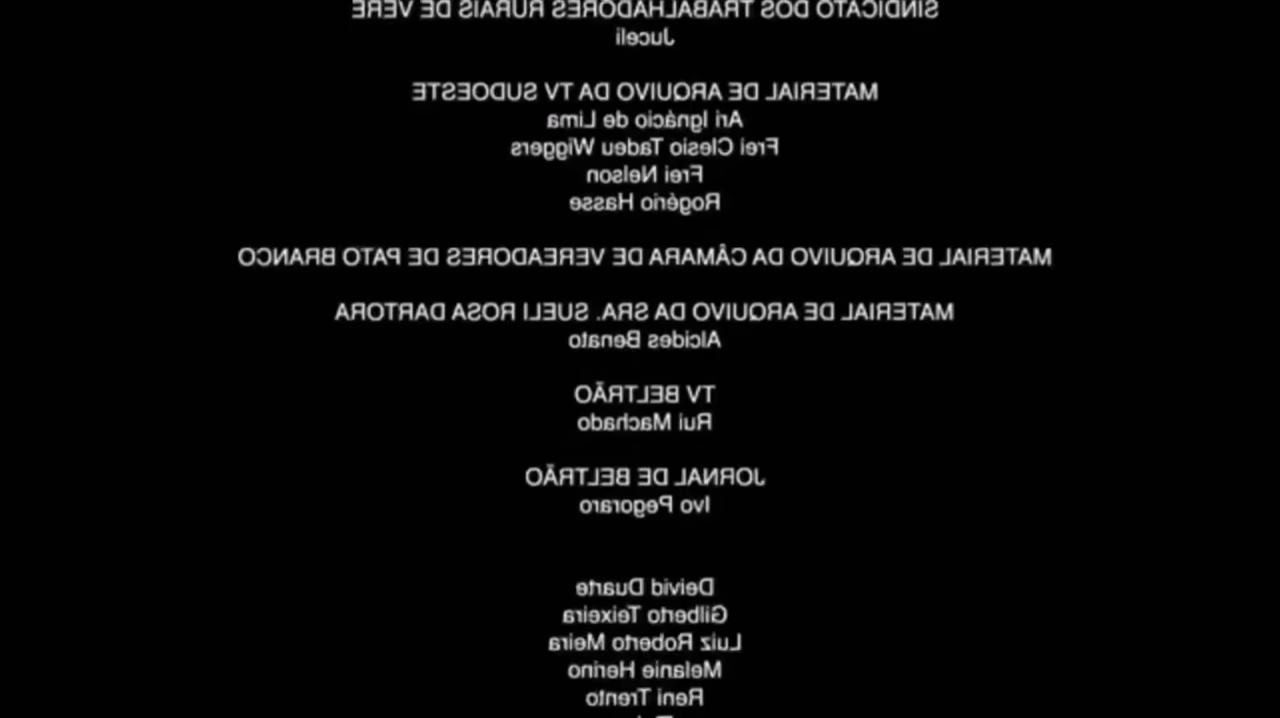 SINDICATO DOS TRABALHADORES RURAIS DE VERE
Juceli
MATERIAL DE ARQUIVO DA TV SUDOESTE
Ari Ignácio de Lima
Frei Clesio Tadeu Wiggers
Frei Nelson
Rogério Hasse
MATERIAL DE ARQUIVO DA CÂMARA DE VEREADORES DE PATO BRANCO
MATERIAL DE ARQUIVO DA SRA. SUELI ROSA DARTORA
Alcides Benato
TV BELTRÃO
Rui Machado
JORNAL DE BELTRÃO
Ivo Pegoraro
Deivid Duarte
Gilberto Teixeira
Luiz Roberto Meira
Melanie Herino
Reni Trento